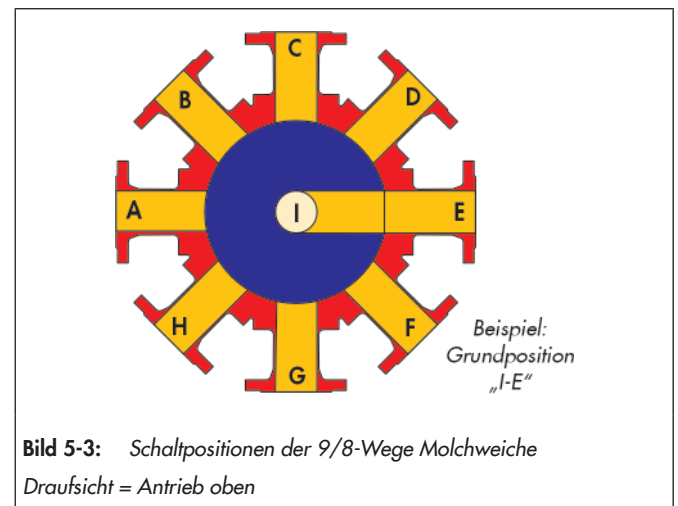 C
B
D
A
I
E
H
F
G
Beispiel:
Grundposition
„I-E“
Bild 5-3: Schaltpositionen der 9/8-Wege Molchweiche
Draufsicht = Antrieb oben